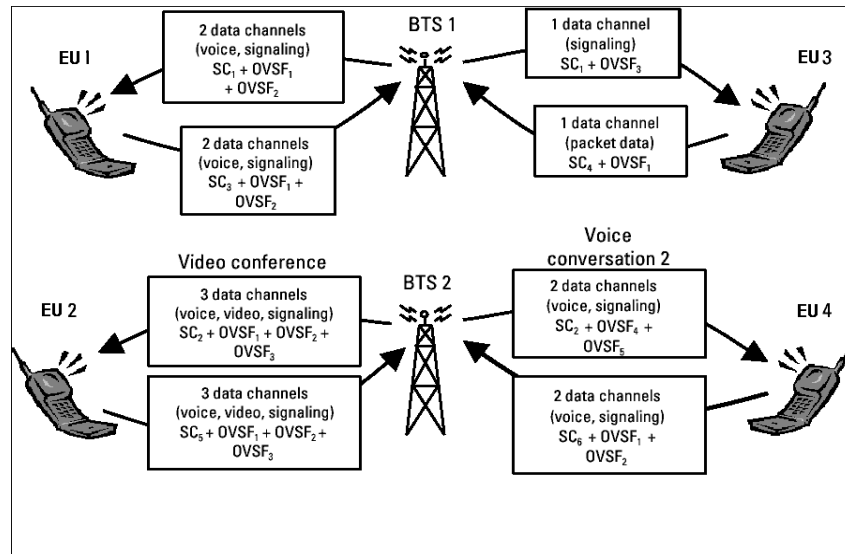 BTS 1
EU 1
2 data channels
(voice, signaling)
SC₁ + OVSF₁
+ OVSF₂
2 data channels
(voice, signaling)
SC₃ + OVSF₁ +
OVSF₂
1 data channel
(signaling)
SC₁ + OVSF₃
EU 3
1 data channel
(packet data)
SC₄ + OVSF₁
Video conference
EU 2
3 data channels
(voice, video, signaling)
SC₂ + OVSF₁ + OVSF₂ +
OVSF₃
3 data channels
(voice, video, signaling)
SC₅ + OVSF₁ + OVSF₂ +
OVSF₃
BTS 2
Voice
conversation 2
2 data channels
(voice, signaling)
SC₂ + OVSF₄ +
OVSF₅
EU 4
2 data channels
(voice, signaling)
SC₆ + OVSF₁ +
OVSF₂